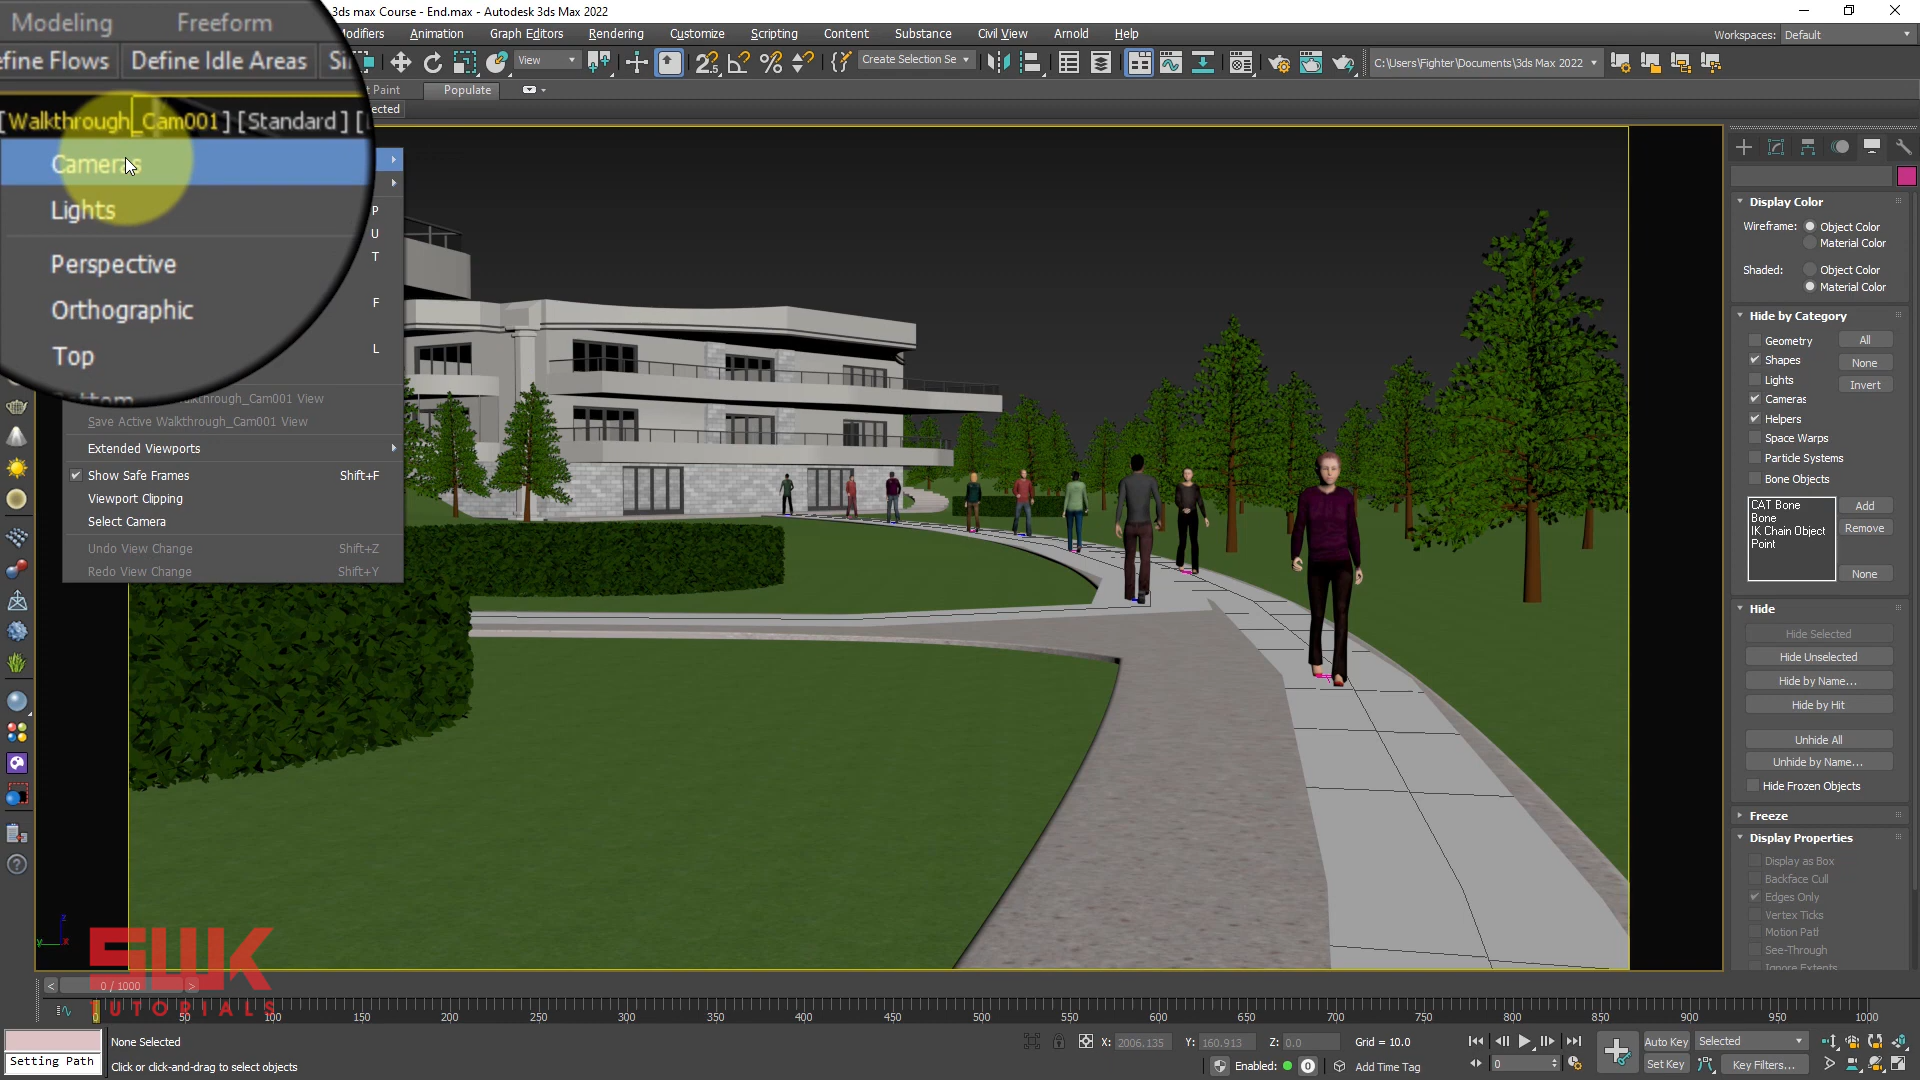 3ds max Course - End.max - Autodesk 3ds Max 2022
Modeling Freeform
efine Flows Define Idle Areas
odifiers Animation Graph Editors Rendering Customize Scripting Content Substance Civil View Arnold Help
Workspaces: Default
View
Create Selection Se
C:\Users\Fighter\Documents\3ds Max 2022
Paint Populate
[Walkthrough_Cam001] [Standard] [
Cameras
Lights
Perspective
Orthographic
Top
P
U
T
F
L
kthrough_Cam001 View
Save Active Walkthrough_Cam001 View
Extended Viewports
Show Safe Frames Shift+F
Viewport Clipping
Select Camera
Undo View Change Shift+Z
Redo View Change Shift+Y
Display Color
Wireframe: Object Color
Material Color
Shaded: Object Color
Material Color
Hide by Category
Geometry All
Shapes None
Lights Invert
Cameras
Helpers
Space Warps
Particle Systems
Bone Objects
CAT Bone Add
Bone Remove
IK Chain Object
Point
None
Hide
Hide Selected
Hide Unselected
Hide by Name...
Hide by Hit
Unhide All
Unhide by Name...
Hide Frozen Objects
Freeze
Display Properties
Display as Box
Backface Cull
Edges Only
Vertex Ticks
Motion Path
See-Through
Ignore Extents
z
y x
SWK
TUTORIALS
< 0 / 1000 >
0 50 100 150 200 250 300 350 400 450 500 550 600 650 700 750 800 850 900 950 1000
None Selected
Setting Path
Click or click-and-drag to select objects
X: 2006.135 Y: 160.913 Z: 0.0 Grid = 10.0
Enabled: 0 Add Time Tag
0
Auto Key Selected
Set Key Key Filters...